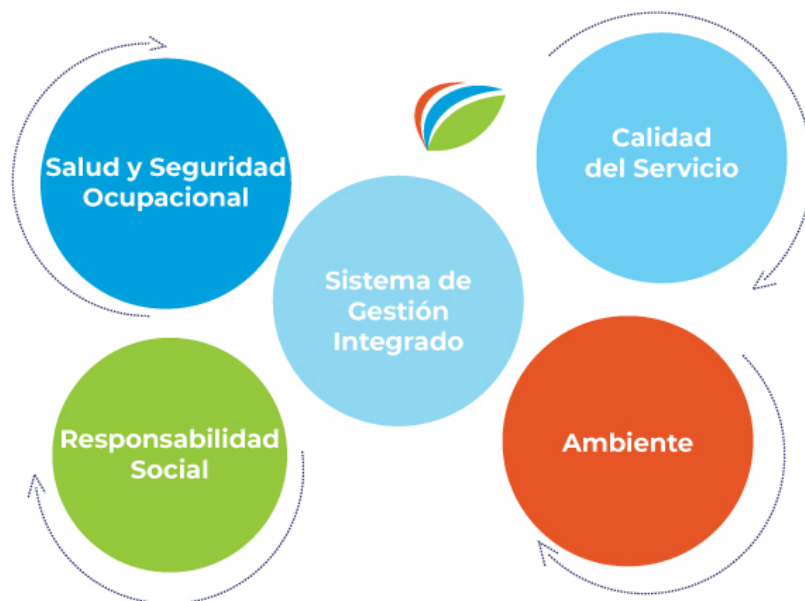 Salud y Seguridad
Ocupacional
Calidad
del Servicio
Sistema de
Gestión
Integrado
Responsabilidad
Social
Ambiente